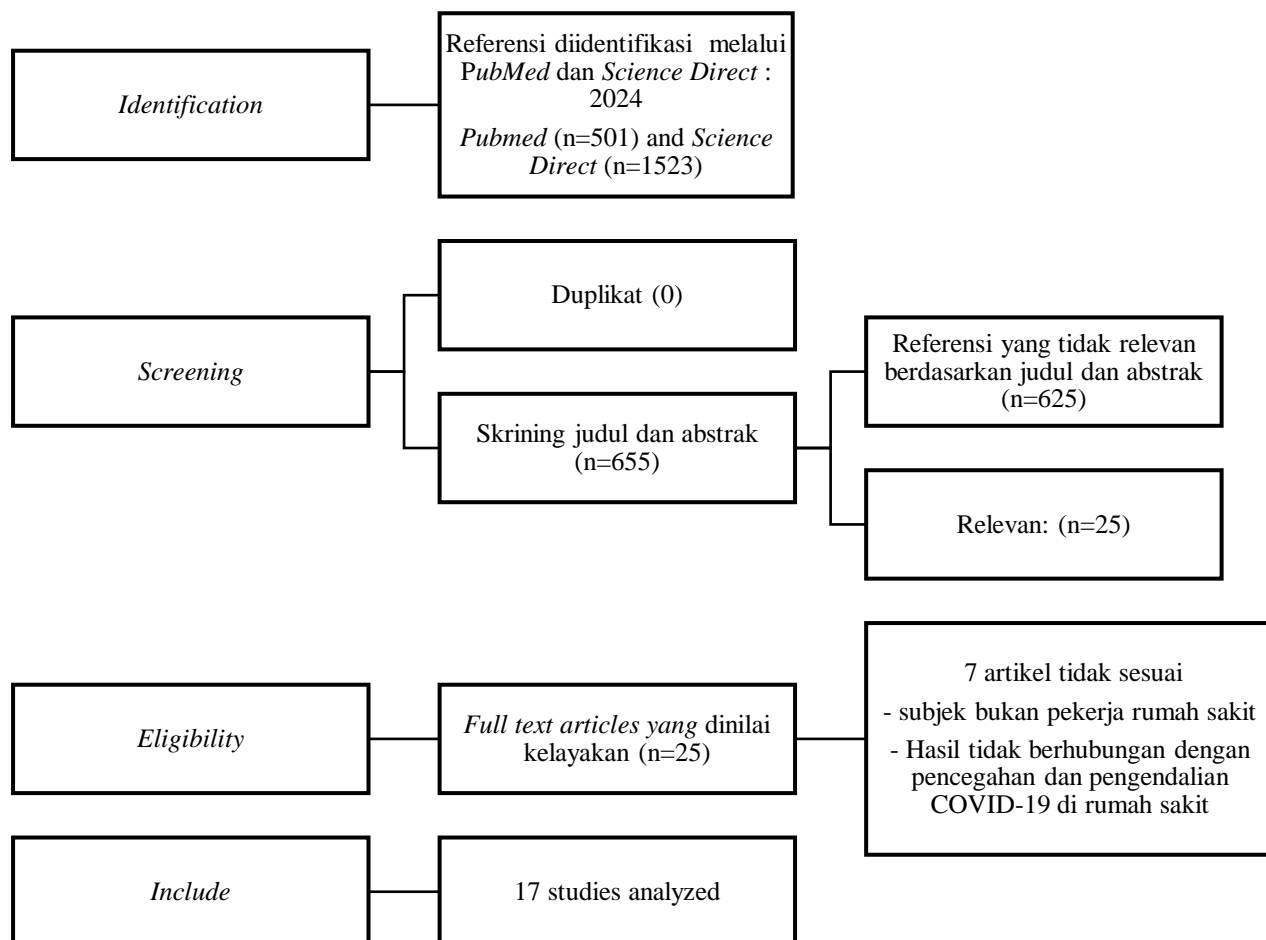 Identification
Referensi diidentifikasi melalui
PubMed dan Science Direct :
2024
Pubmed (n=501) and Science
Direct (n=1523)
Screening
Duplikat (0)
Skrining judul dan abstrak
(n=655)
Referensi yang tidak relevan
berdasarkan judul dan abstrak
(n=625)
Relevan: (n=25)
Eligibility
Full text articles yang dinilai
kelayakan (n=25)
7 artikel tidak sesuai
- subjek bukan pekerja rumah sakit
- Hasil tidak berhubungan dengan
pencegahan dan pengendalian
COVID-19 di rumah sakit
Include
17 studies analyzed